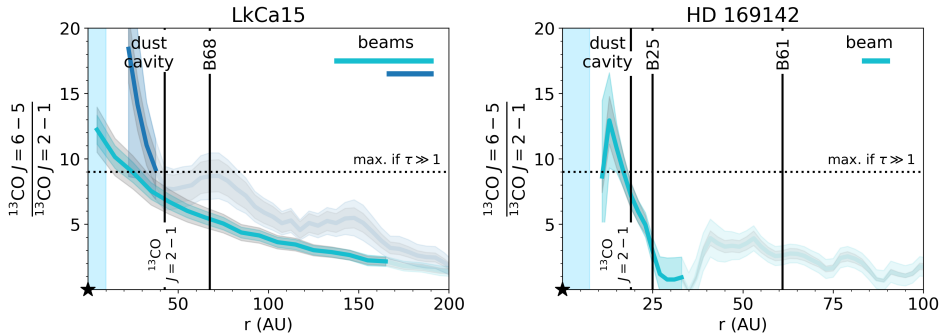 LkCa15
20
15
10
5
¹³CO J = 6 − 5
¹³CO J = 2 − 1
dust
cavity
B68
beams
max. if τ ≫ 1
¹³CO
J = 2 − 1
50
100
150
200
r (AU)
HD 169142
20
15
10
5
¹³CO J = 6 − 5
¹³CO J = 2 − 1
dust
cavity
B25
B61
beam
max. if τ ≫ 1
¹³CO
J = 2 − 1
25
50
75
100
r (AU)